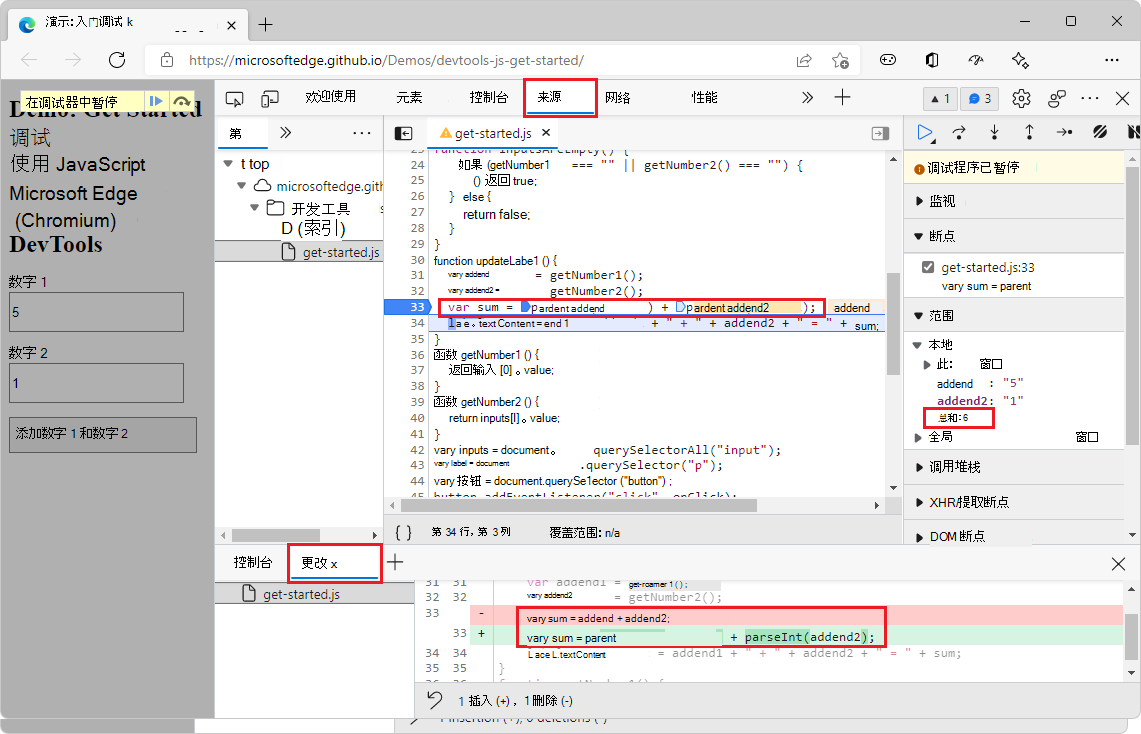 演示:入门调试 k
https://microsoftedge.github.io/Demos/devtools-js-get-started/
在调试器中暂停
Demo: Get Started
调试
使用 JavaScript
Microsoft Edge
(Chromium)
DevTools
数字 1
5
数字 2
1
添加数字 1 和数字 2
欢迎使用 元素 控制台 来源 网络 性能
1 3
第
t top
microsoftedge.gith
开发工具 s
D (索引)
get-started.js
get-started.js
24 如果 (getNumber1 === "" || getNumber2() === "") {
25 () 返回 true;
26 } else {
27 return false;
28 }
29 }
30 function updateLabe1 () {
31 vary addend = getNumber1();
32 vary addend2 = getNumber2();
33 var sum = pardent addend ) + pardent addend2 ); addend
34 la e。textContent = end 1 + " + " + addend2 + " = " + sum;
35 }
36 函数 getNumber1 () {
37 返回输入 [0] 。value;
38 }
39 函数 getNumber2 () {
40 return inputs[I]。value;
41 }
42 vary inputs = document。 querySelectorAll("input");
43 vary label = document .querySelector("p");
44 vary 按钮 = document.querySe1ector ("button") ;
45 button.addEventListener("click", onClick);
{ } 第 34 行，第 3 列 覆盖范围: n/a
调试程序已暂停
监视
断点
get-started.js:33
vary sum = parent
范围
本地
此: 窗口
addend : "5"
addend2: "1"
总和:6
全局 窗口
调用堆栈
XHR/提取断点
DOM 断点
控制台 更改 x
get-started.js
31 31 var addend1 = get-roamer 1 ();
32 32 vary addend2 = getNumber2();
33 - vary sum = addend + addend2;
33 + vary sum = parent + parseInt(addend2);
34 34 L ace L.textContent = addend1 + " + " + addend2 + " = " + sum;
35 35 }
1 插入 (+) ，1 删除 (-)